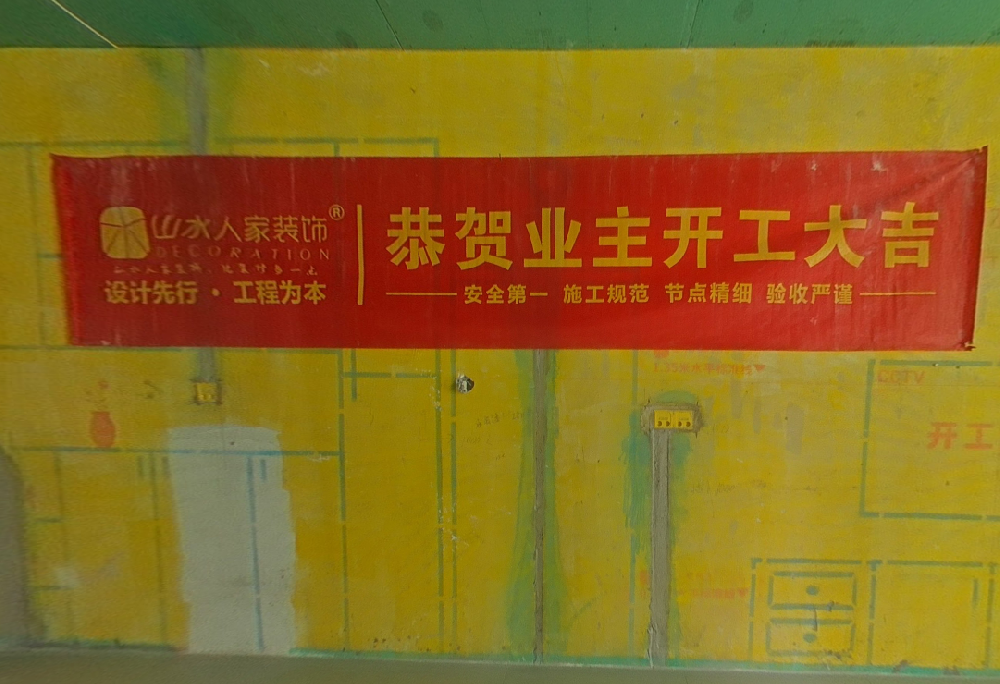 山水人家装饰®
DECORATION
设计先行·工程为本
恭贺业主开工大吉
安全第一 施工规范 节点精细 验收严谨
CCTV
开工